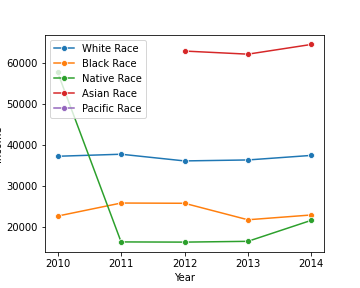 White Race
Black Race
Native Race
Asian Race
Pacific Race
60000
50000
40000
30000
20000
2010
2011
2012
2013
2014
Year